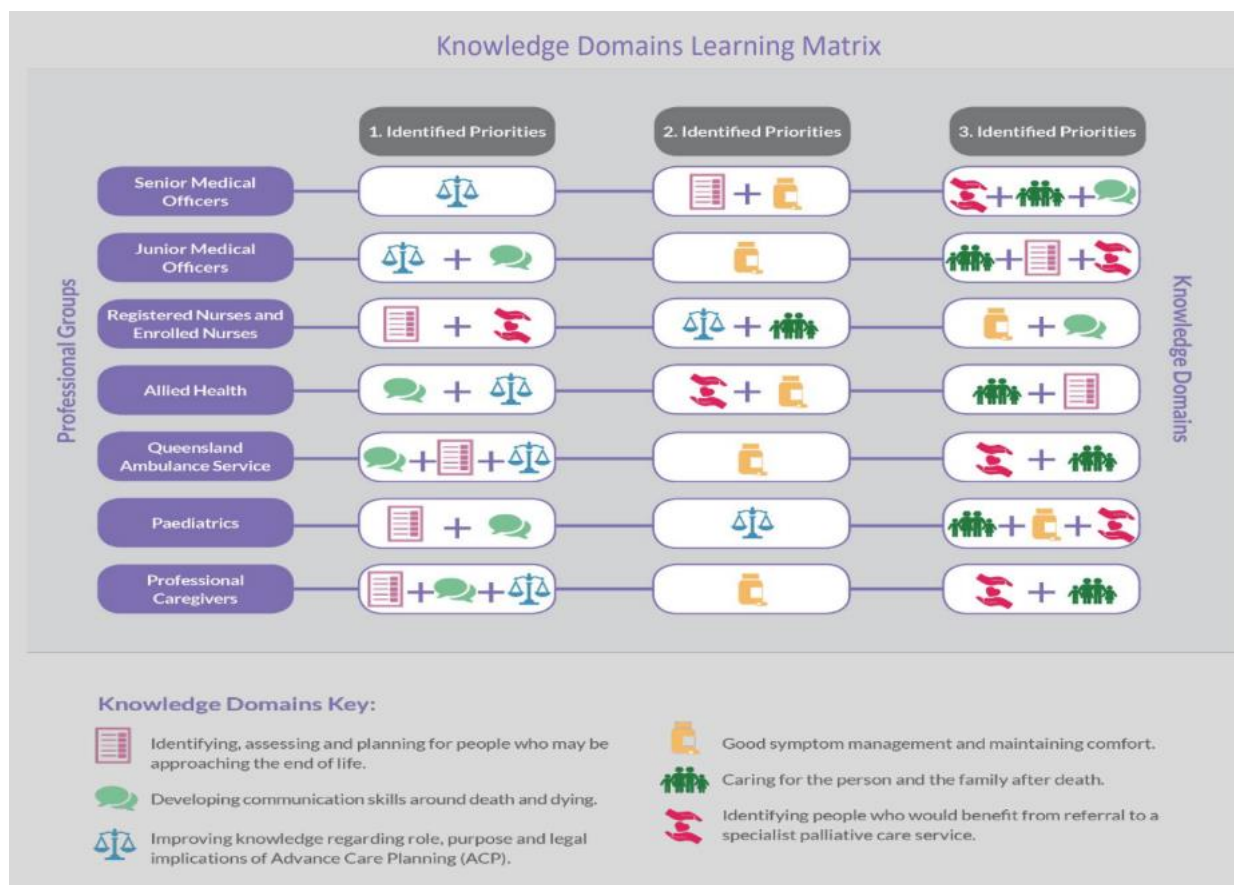 Knowledge Domains Learning Matrix
1. Identified Priorities
2. Identified Priorities
3. Identified Priorities
Professional Groups
Senior Medical
Officers
Junior Medical
Officers
Registered Nurses and
Enrolled Nurses
Allied Health
Queensland
Ambulance Service
Paediatrics
Professional
Caregivers
Knowledge Domains
Knowledge Domains Key:
Identifying, assessing and planning for people who may be
approaching the end of life.
Developing communication skills around death and dying.
Improving knowledge regarding role, purpose and legal
implications of Advance Care Planning (ACP).
Good symptom management and maintaining comfort.
Caring for the person and the family after death.
Identifying people who would benefit from referral to a
specialist palliative care service.